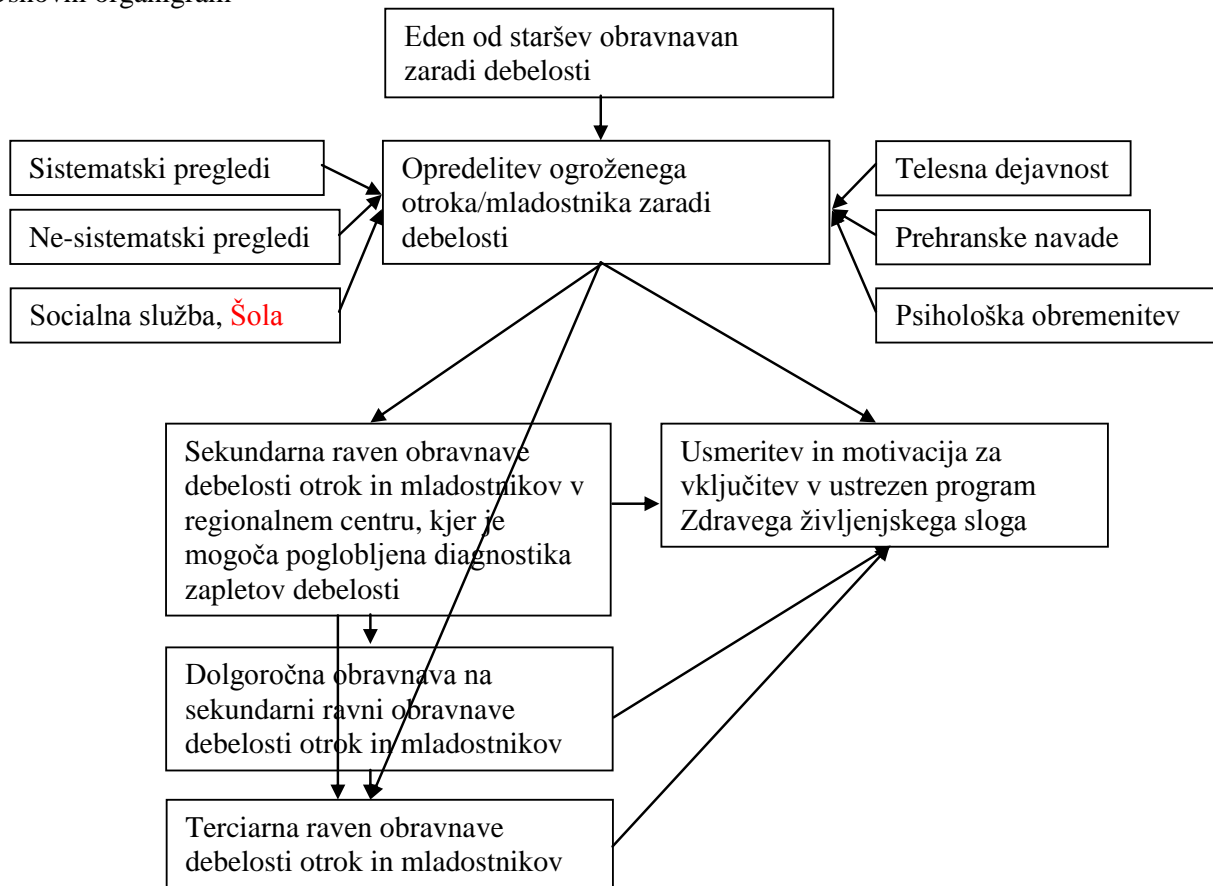 organigram
Eden od staršev obravnavan
zaradi debelosti
Sistematski pregledi
Ne-sistematski pregledi
Socialna služba, Šola
Opredelitev ogroženega
otroka/mladostnika zaradi
debelosti
Telesna dejavnost
Prehranske navade
Psihološka obremenitev
Sekundarna raven obravnave
debelosti otrok in mladostnikov v
regionalnem centru, kjer je
mogoča poglobljena diagnostika
zapletov debelosti
Usmeritev in motivacija za
vključitev v ustrezen program
Zdravega življenjskega sloga
Dolgoročna obravnava na
sekundarni ravni obravnave
debelosti otrok in mladostnikov
Terciarna raven obravnave
debelosti otrok in mladostnikov